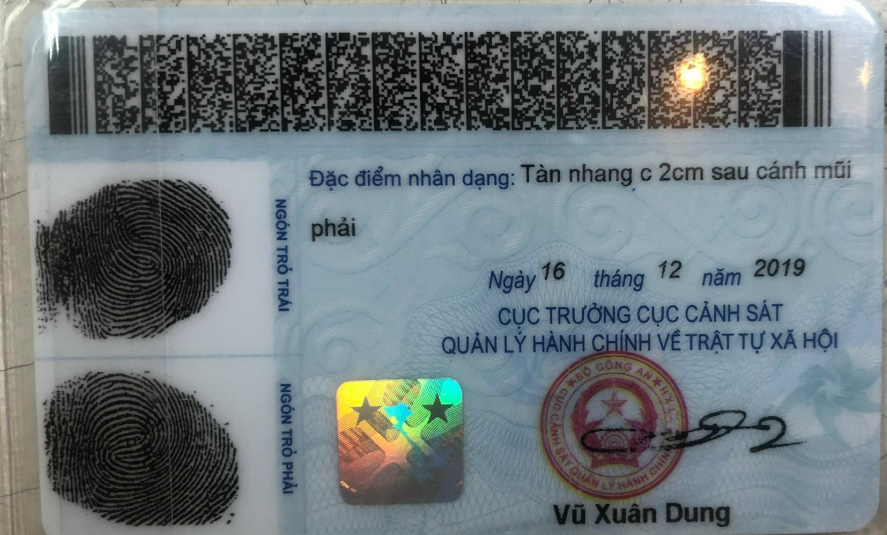 Đặc điểm nhân dạng: Tàn nhang c 2cm sau cánh mũi
phải
NGÓN TRỎ TRÁI
Ngày 16 tháng 12 năm 2019
CỤC TRƯỞNG CỤC CẢNH SÁT
QUẢN LÝ HÀNH CHÍNH VỀ TRẬT TỰ XÃ HỘI
NGÓN TRỎ PHẢI
BỘ CÔNG AN
CỤC CẢNH SÁT QUẢN LÝ HÀNH CHÍNH
Vũ Xuân Dung